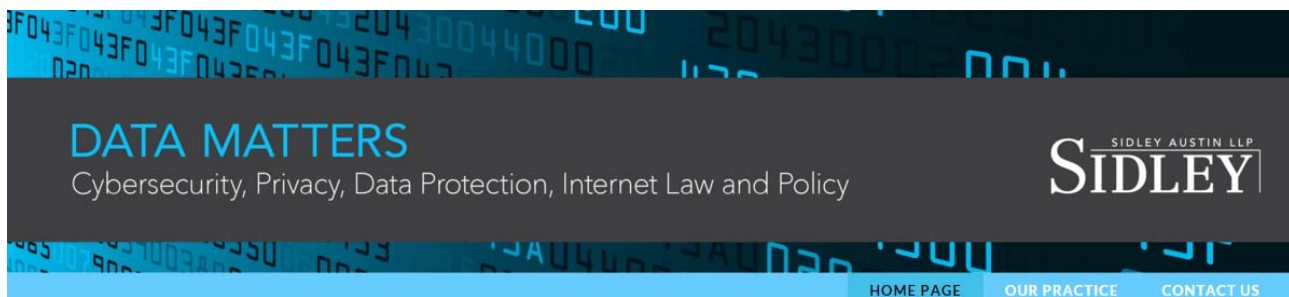 DATA MATTERS
Cybersecurity, Privacy, Data Protection, Internet Law and Policy
SIDLEY AUSTIN LLP
SIDLEY
HOME PAGE OUR PRACTICE CONTACT US